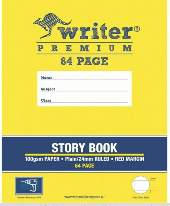 writer®
PREMIUM
64 PAGE
Name
Subject
Class
STORY BOOK
100gsm PAPER • Plain/24mm RULED • RED MARGIN
64 PAGE